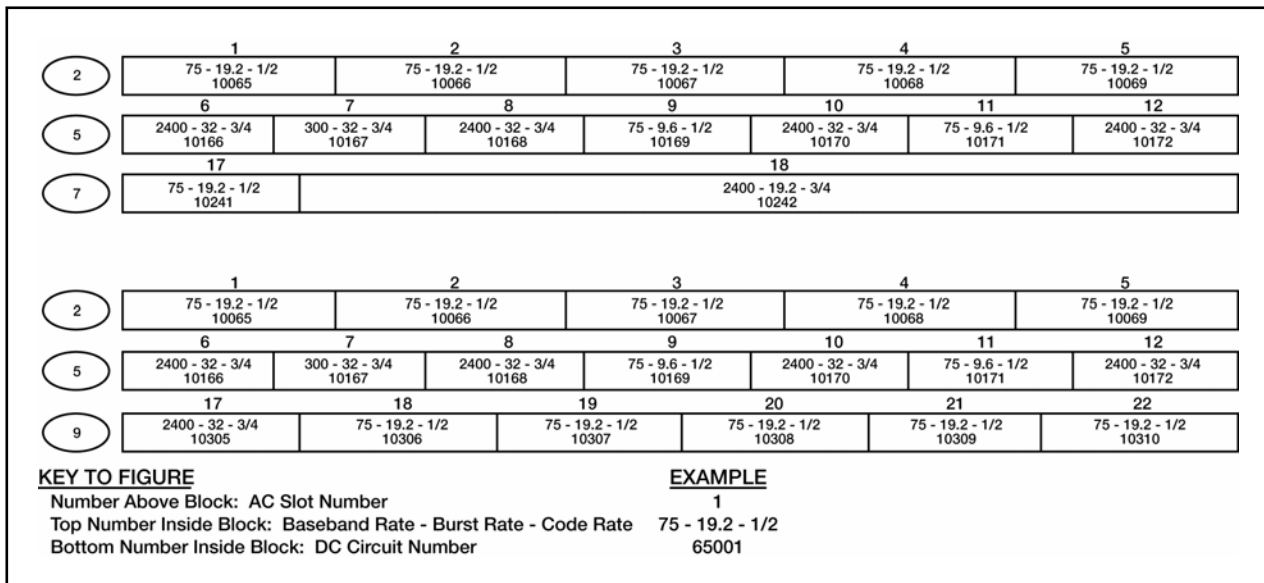 1 2 3 4 5
2 75 - 19.2 - 1/2 75 - 19.2 - 1/2 75 - 19.2 - 1/2 75 - 19.2 - 1/2 75 - 19.2 - 1/2
10065 10066 10067 10068 10069
6 7 8 9 10 11 12
5 2400 - 32 - 3/4 300 - 32 - 3/4 2400 - 32 - 3/4 75 - 9.6 - 1/2 2400 - 32 - 3/4 75 - 9.6 - 1/2 2400 - 32 - 3/4
10166 10167 10168 10169 10170 10171 10172
17 18
7 75 - 19.2 - 1/2 2400 - 19.2 - 3/4
10241 10242
1 2 3 4 5
2 75 - 19.2 - 1/2 75 - 19.2 - 1/2 75 - 19.2 - 1/2 75 - 19.2 - 1/2 75 - 19.2 - 1/2
10065 10066 10067 10068 10069
6 7 8 9 10 11 12
5 2400 - 32 - 3/4 300 - 32 - 3/4 2400 - 32 - 3/4 75 - 9.6 - 1/2 2400 - 32 - 3/4 75 - 9.6 - 1/2 2400 - 32 - 3/4
10166 10167 10168 10169 10170 10171 10172
17 18 19 20 21 22
9 2400 - 32 - 3/4 75 - 19.2 - 1/2 75 - 19.2 - 1/2 75 - 19.2 - 1/2 75 - 19.2 - 1/2 75 - 19.2 - 1/2
10305 10306 10307 10308 10309 10310
KEY TO FIGURE EXAMPLE
Number Above Block: AC Slot Number 1
Top Number Inside Block: Baseband Rate - Burst Rate - Code Rate 75 - 19.2 - 1/2
Bottom Number Inside Block: DC Circuit Number 65001